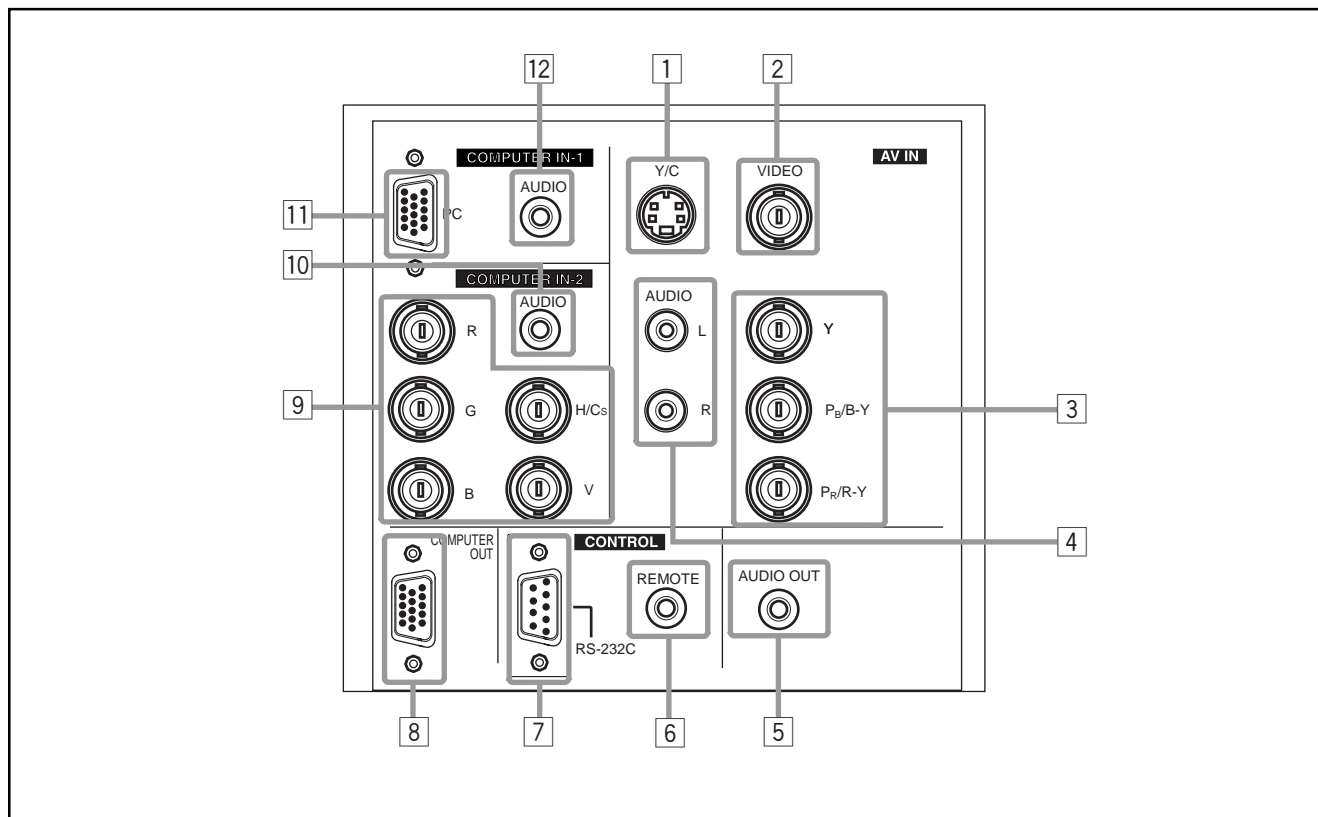 12 1 2
COMPUTER IN-1
AV IN
Y/C
VIDEO
AUDIO
11
PC
10
COMPUTER IN-2
AUDIO
AUDIO
R
L
Y
9
G
H/Cs
R
PB/B-Y
3
B
V
PR/R-Y
COMPUTER
OUT
CONTROL
4
REMOTE
AUDIO OUT
RS-232C
8 7 6 5